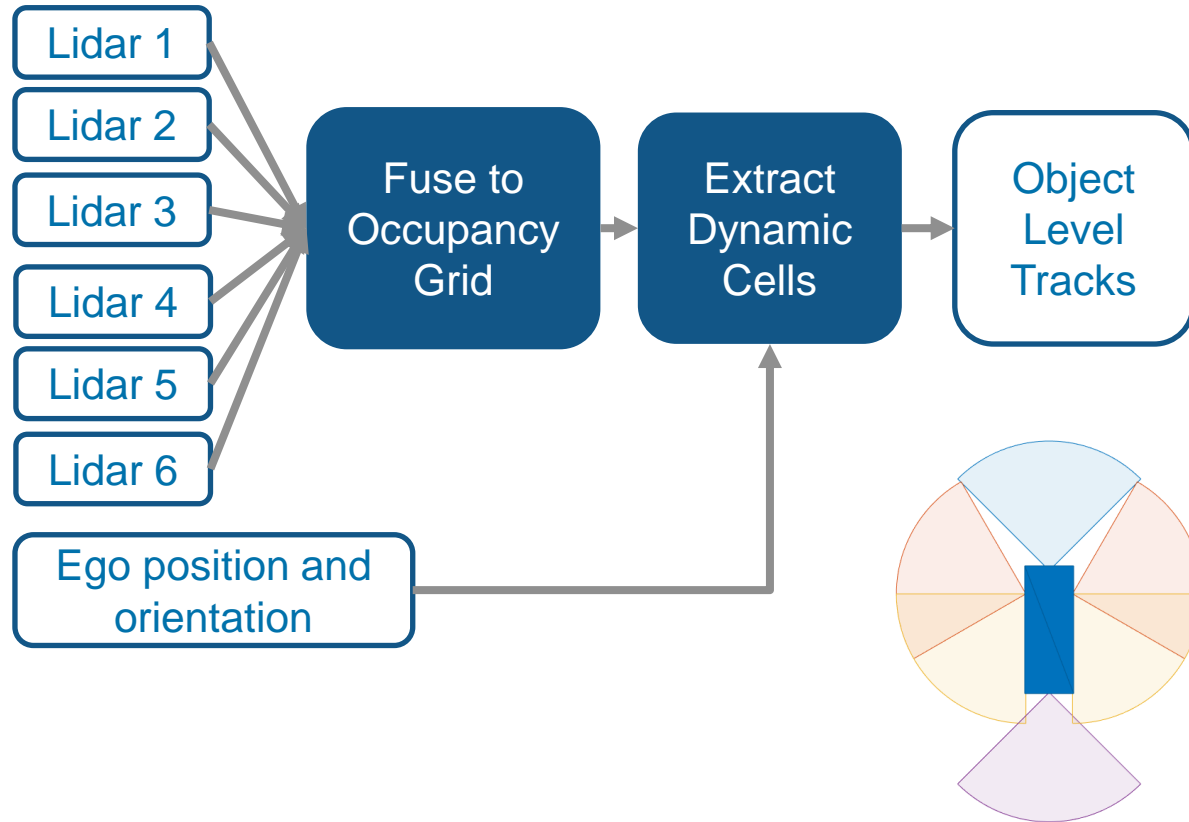 Lidar 1
Lidar 2
Lidar 3
Lidar 4
Lidar 5
Lidar 6
Ego position and
orientation
Fuse to
Occupancy
Grid
Extract
Dynamic
Cells
Object
Level
Tracks